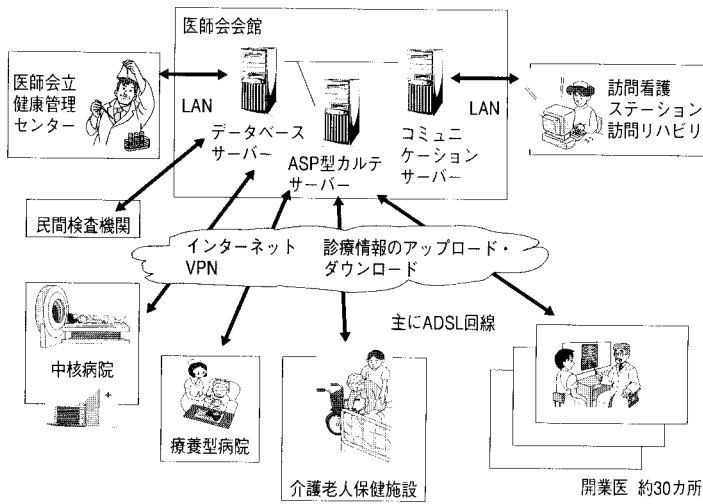 医師会会館
医師会立
健康管理
センター
LAN
データベース
サーバー
ASP型カルテ
サーバー
コミュニ
ケーション
サーバー
LAN
訪問看護
ステーション
訪問リハビリ
民間検査機関
インターネット
VPN
診療情報のアップロード・
ダウンロード
主にADSL回線
中核病院
療養型病院
介護老人保健施設
開業医 約30カ所